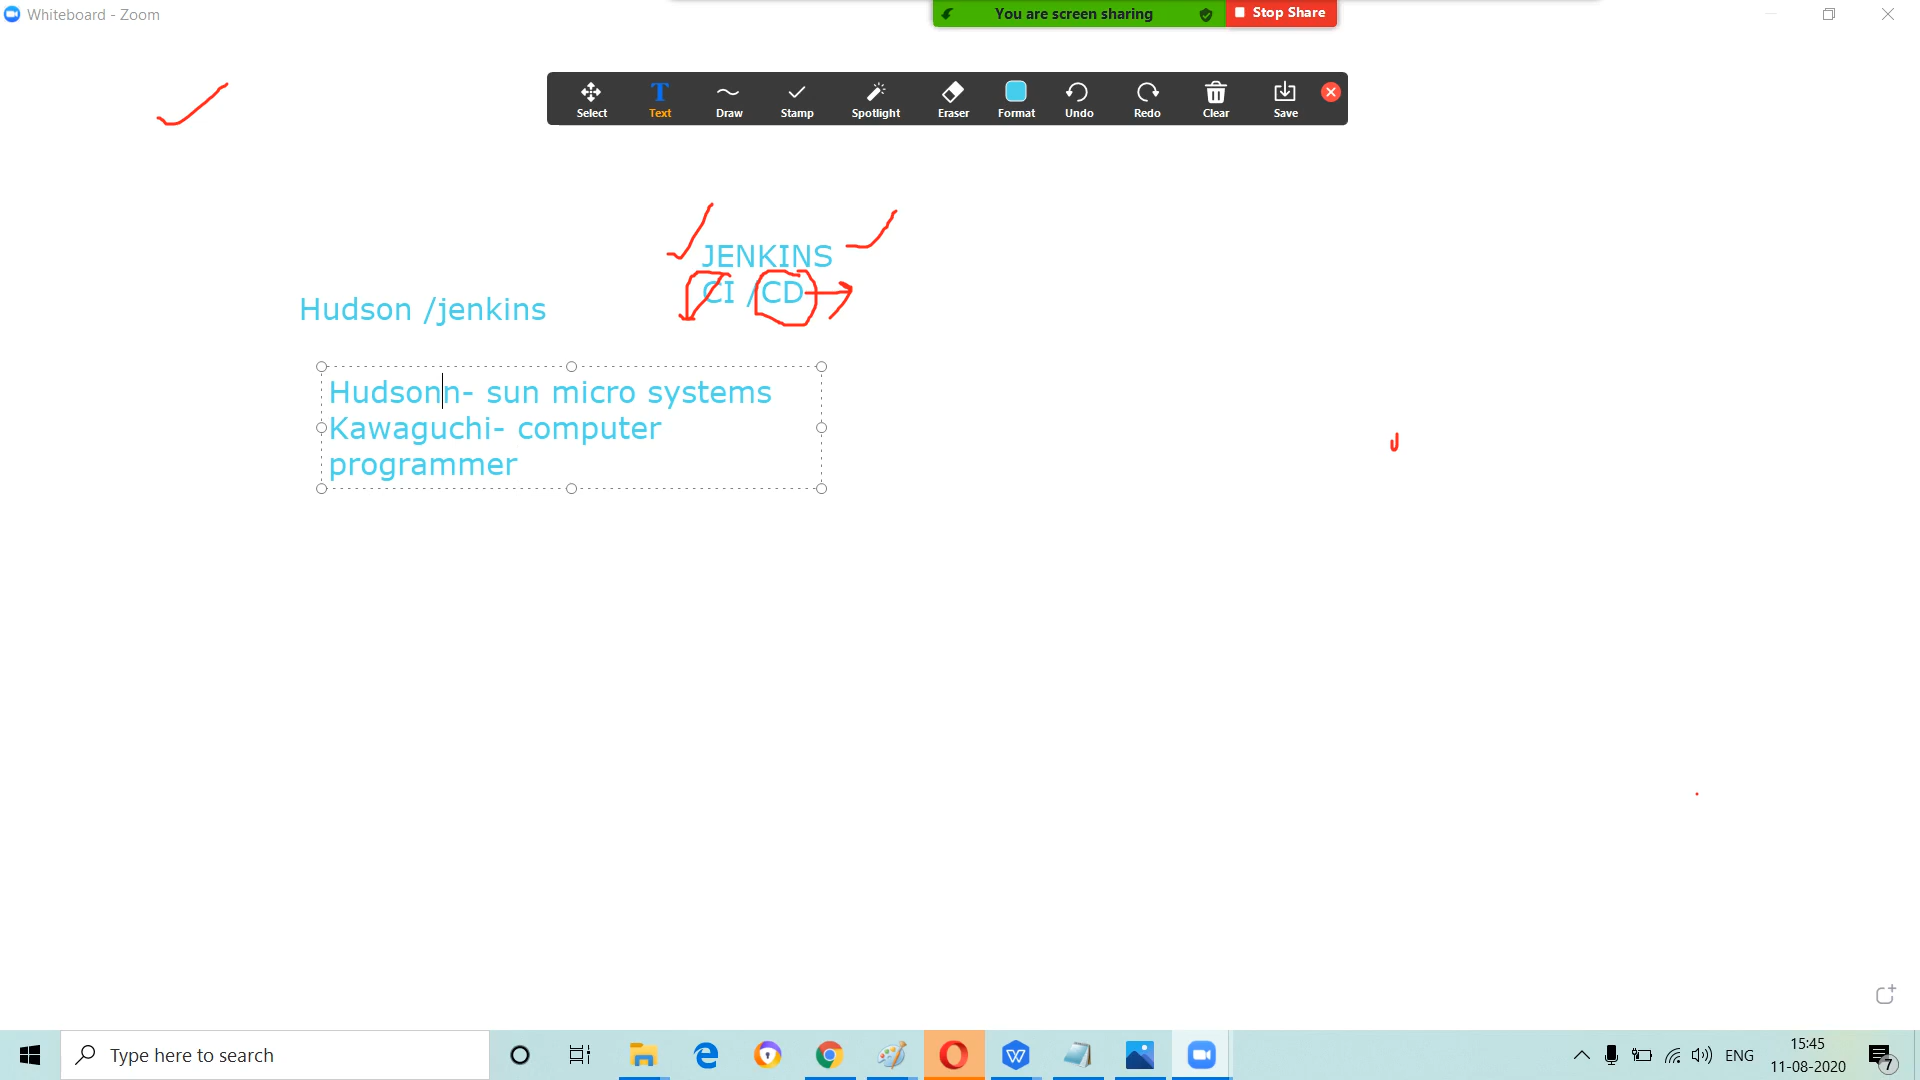 Whiteboard - Zoom
You are screen sharing
Stop Share
Select
Text
Draw
Stamp
Spotlight
Eraser
Format
Undo
Redo
Clear
Save
JENKINS
CI /CD
Hudson /jenkins
Hudsonn- sun micro systems
Kawaguchi- computer
programmer
Type here to search
ENG
15:45
11-08-2020
7